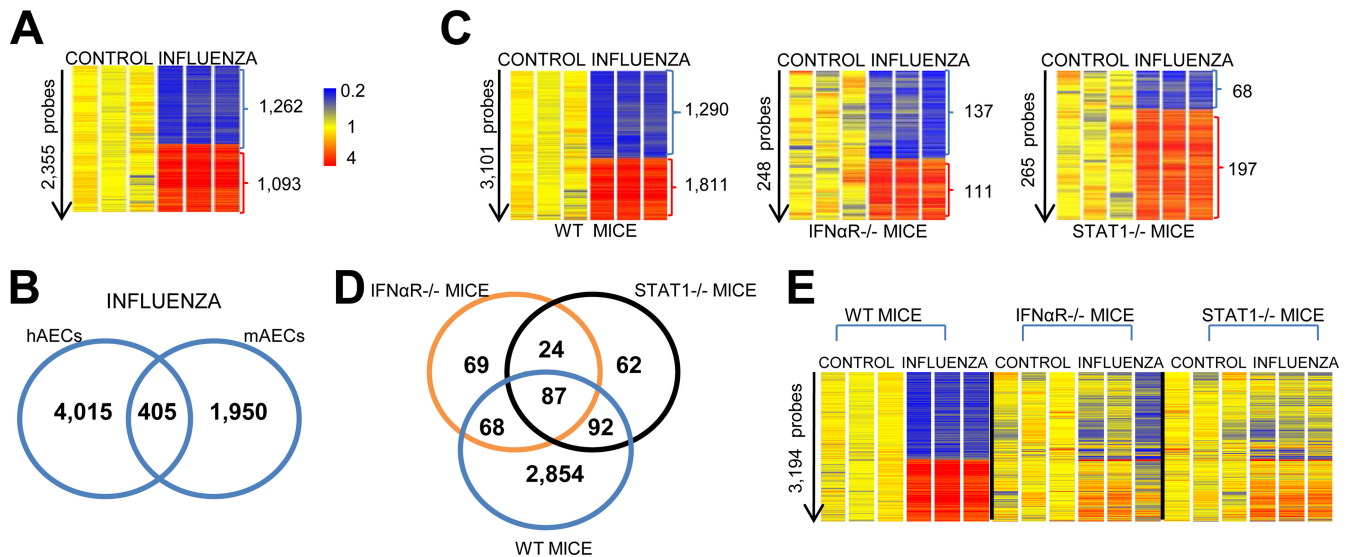 A
CONTROL INFLUENZA
2,355 probes
1,262
1,093
0.2
1
4
C
CONTROL INFLUENZA
3,101 probes
1,290
1,811
WT MICE
CONTROL INFLUENZA
248 probes
137
111
IFNαR-/- MICE
CONTROL INFLUENZA
265 probes
68
197
STAT1-/- MICE
B
INFLUENZA
hAECs
mAECs
4,015
405
1,950
D
IFNαR-/- MICE
STAT1-/- MICE
69
24
62
87
68
92
2,854
WT MICE
E
WT MICE
IFNαR-/- MICE
STAT1-/- MICE
CONTROL INFLUENZA
CONTROL INFLUENZA
CONTROL INFLUENZA
3,194 probes